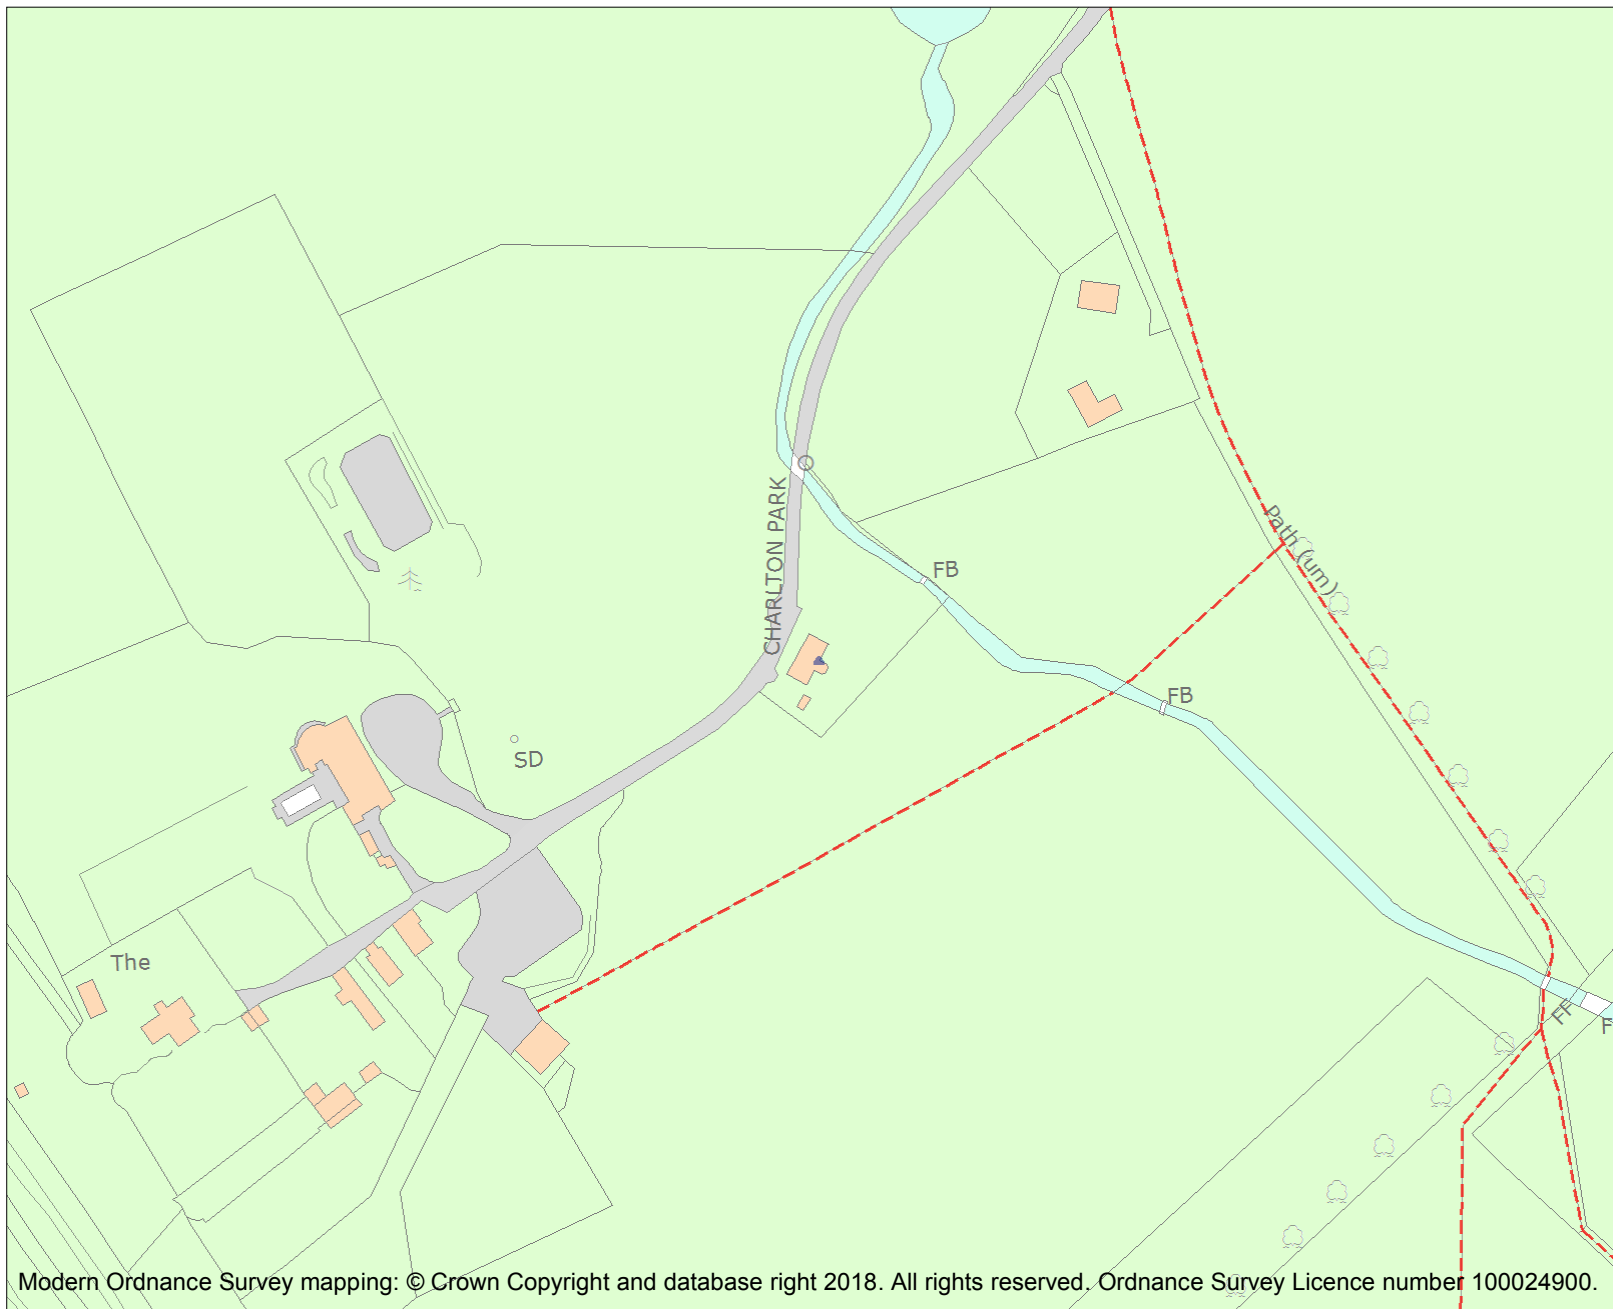 Path (um)
CHARLTON PARK
FB
FB
SD
The
FF
F
Modern Ordnance Survey mapping: © Crown Copyright and database right 2018. All rights reserved. Ordnance Survey Licence number 100024900.